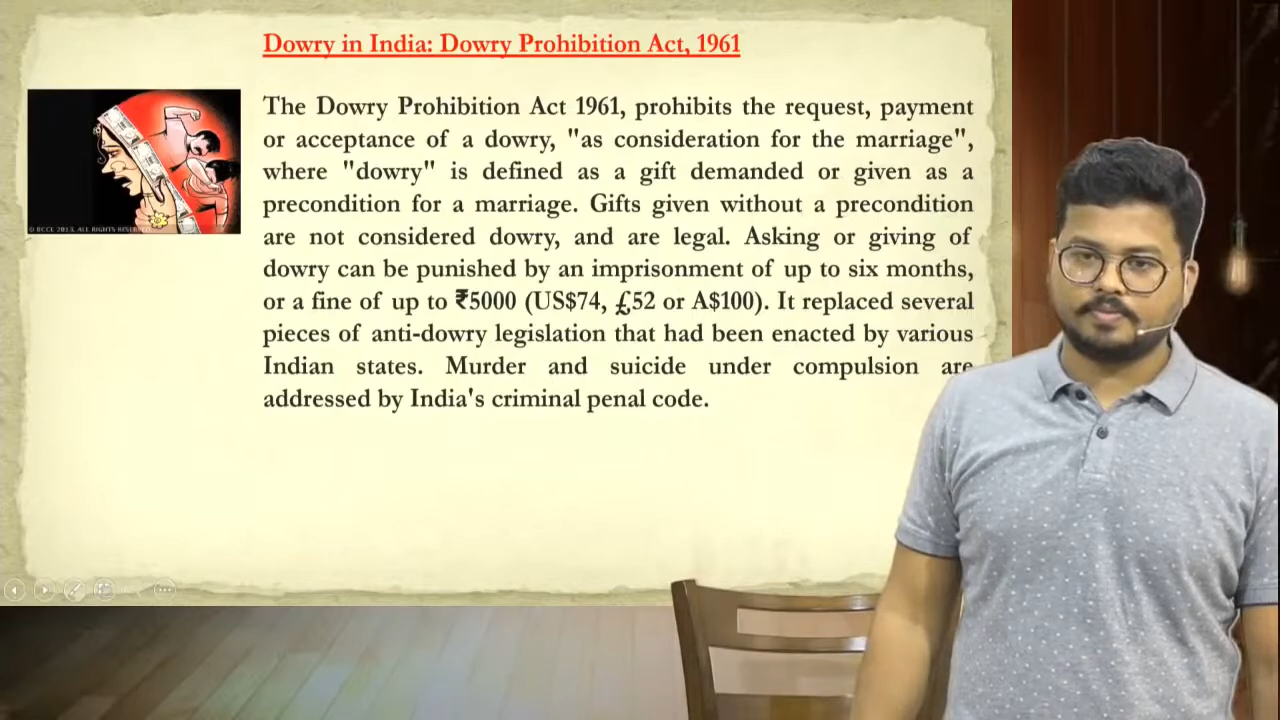 Dowry in India: Dowry Prohibition Act, 1961
The Dowry Prohibition Act 1961, prohibits the request, payment
or acceptance of a dowry, "as consideration for the marriage",
where "dowry" is defined as a gift demanded or given as a
precondition for a marriage. Gifts given without a precondition
are not considered dowry, and are legal. Asking or giving of
dowry can be punished by an imprisonment of up to six months,
or a fine of up to ₹5000 (US$74, £52 or A$100). It replaced several
pieces of anti-dowry legislation that had been enacted by various
Indian states. Murder and suicide under compulsion are
addressed by India's criminal penal code.
© BCCL 2013. ALL RIGHTS RESERVED